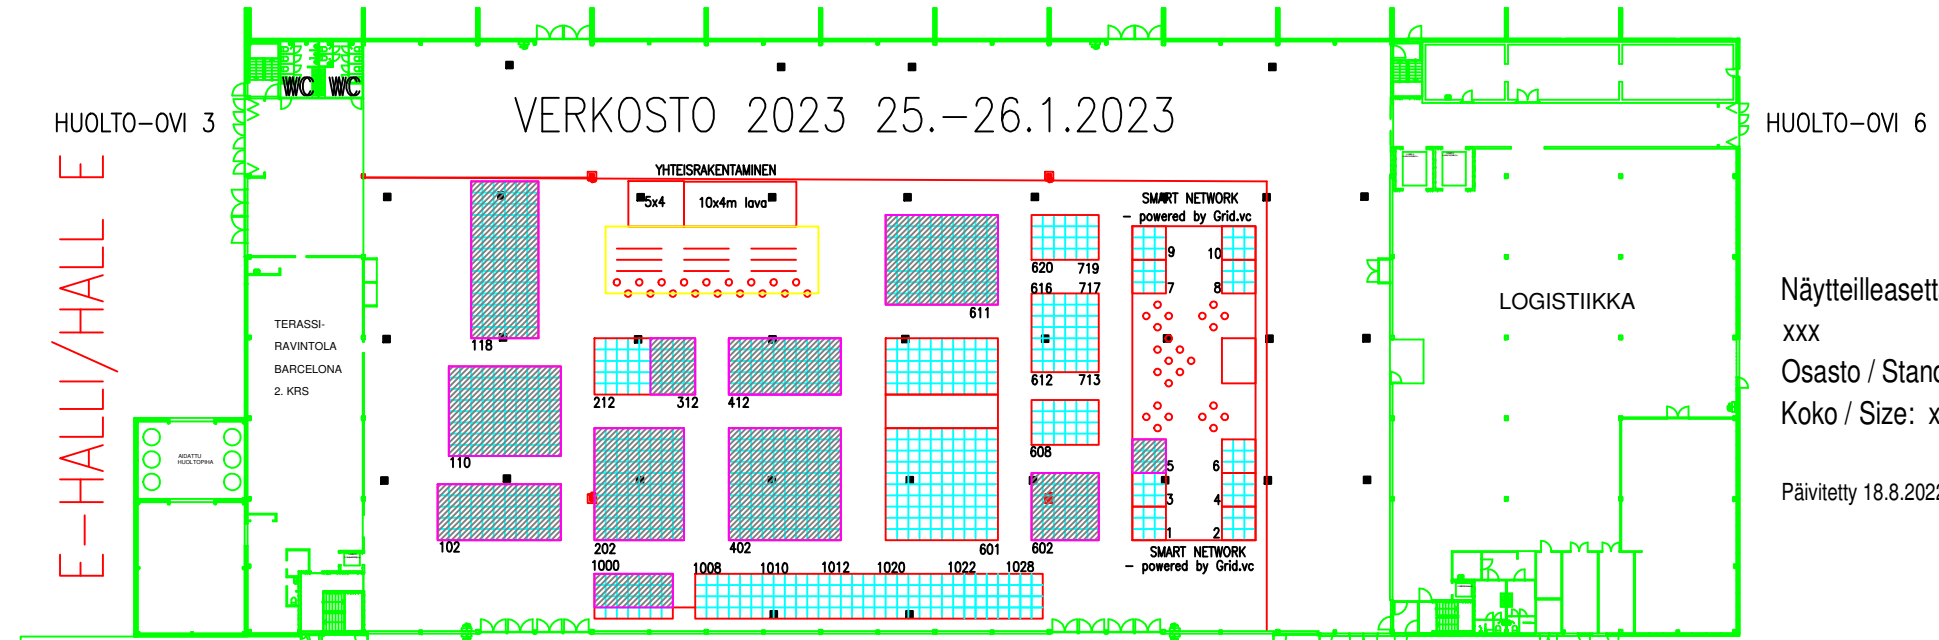 WC WC
VERKOSTO 2023 25.–26.1.2023
HUOLTO–OVI 3
HUOLTO–OVI 6
E–HALLI/HALL E
YHTEISRAKENTAMINEN
5x4
10x4m lava
SMART NETWORK
– powered by Grid.vc
9 10
7 8
620 719
616 717
611
LOGISTIIKKA
Näytteilleasett
xxx
Osasto / Stand
Koko / Size: x
Päivitetty 18.8.2022
TERASSI-
RAVINTOLA
BARCELONA
2. KRS
118
212 312 412
612 713
110
608
AIDATTU
HUOLTOPIHA
5 6
3 4
1 2
102 202 402 601 602
SMART NETWORK
– powered by Grid.vc
1000 1008 1010 1012 1020 1022 1028